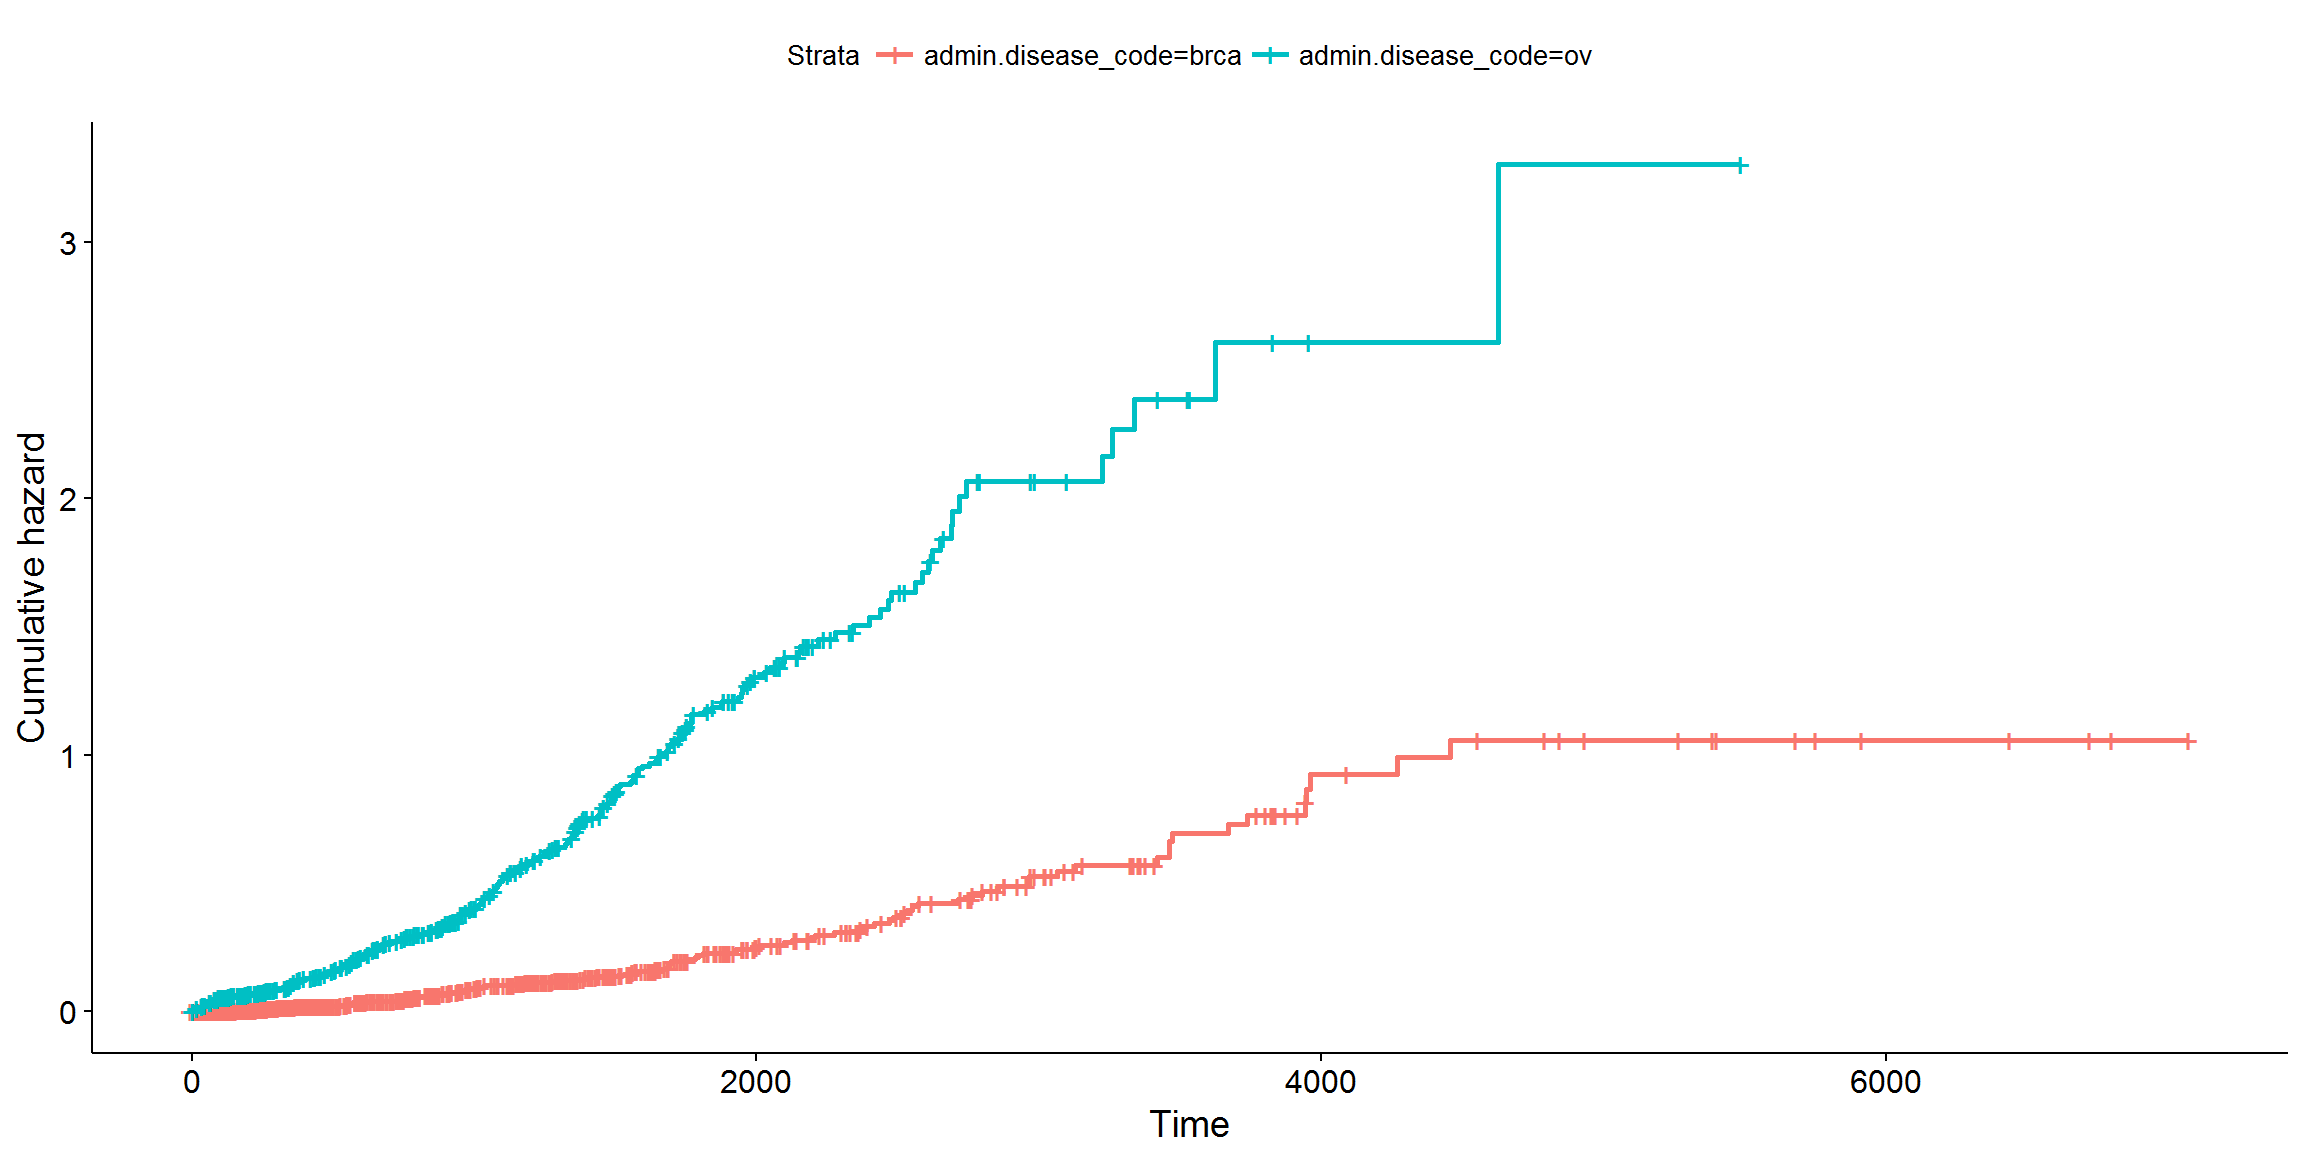 Strata admin.disease_code=brca admin.disease_code=ov
Cumulative hazard
3
2
1
0
0 2000 4000 6000
Time